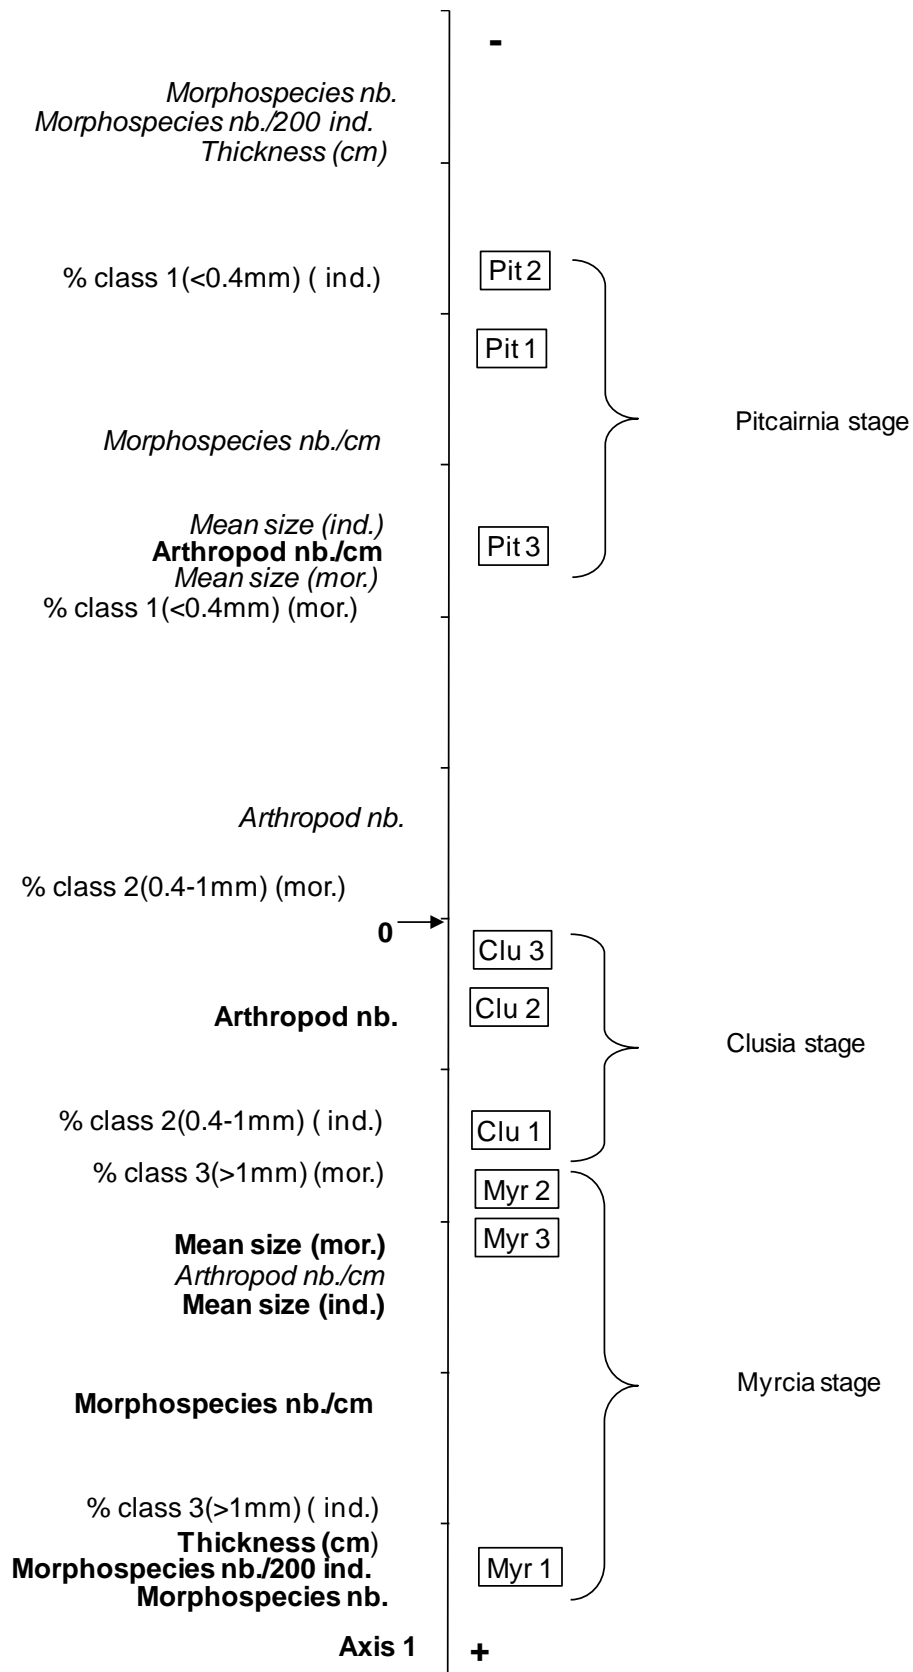 -
Morphospecies nb.
Morphospecies nb./200 ind.
Thickness (cm)
% class 1(<0.4mm) ( ind.)
Pit 2
Pit 1
Pitcairnia stage
Morphospecies nb./cm
Mean size (ind.)
Arthropod nb./cm
Pit 3
Mean size (mor.)
% class 1(<0.4mm) (mor.)
Arthropod nb.
% class 2(0.4-1mm) (mor.)
0
Clu 3
Clu 2
Arthropod nb.
Clusia stage
% class 2(0.4-1mm) ( ind.)
Clu 1
% class 3(>1mm) (mor.)
Myr 2
Myr 3
Mean size (mor.)
Arthropod nb./cm
Mean size (ind.)
Myrcia stage
Morphospecies nb./cm
% class 3(>1mm) ( ind.)
Thickness (cm)
Morphospecies nb./200 ind.
Myr 1
Morphospecies nb.
Axis 1
+